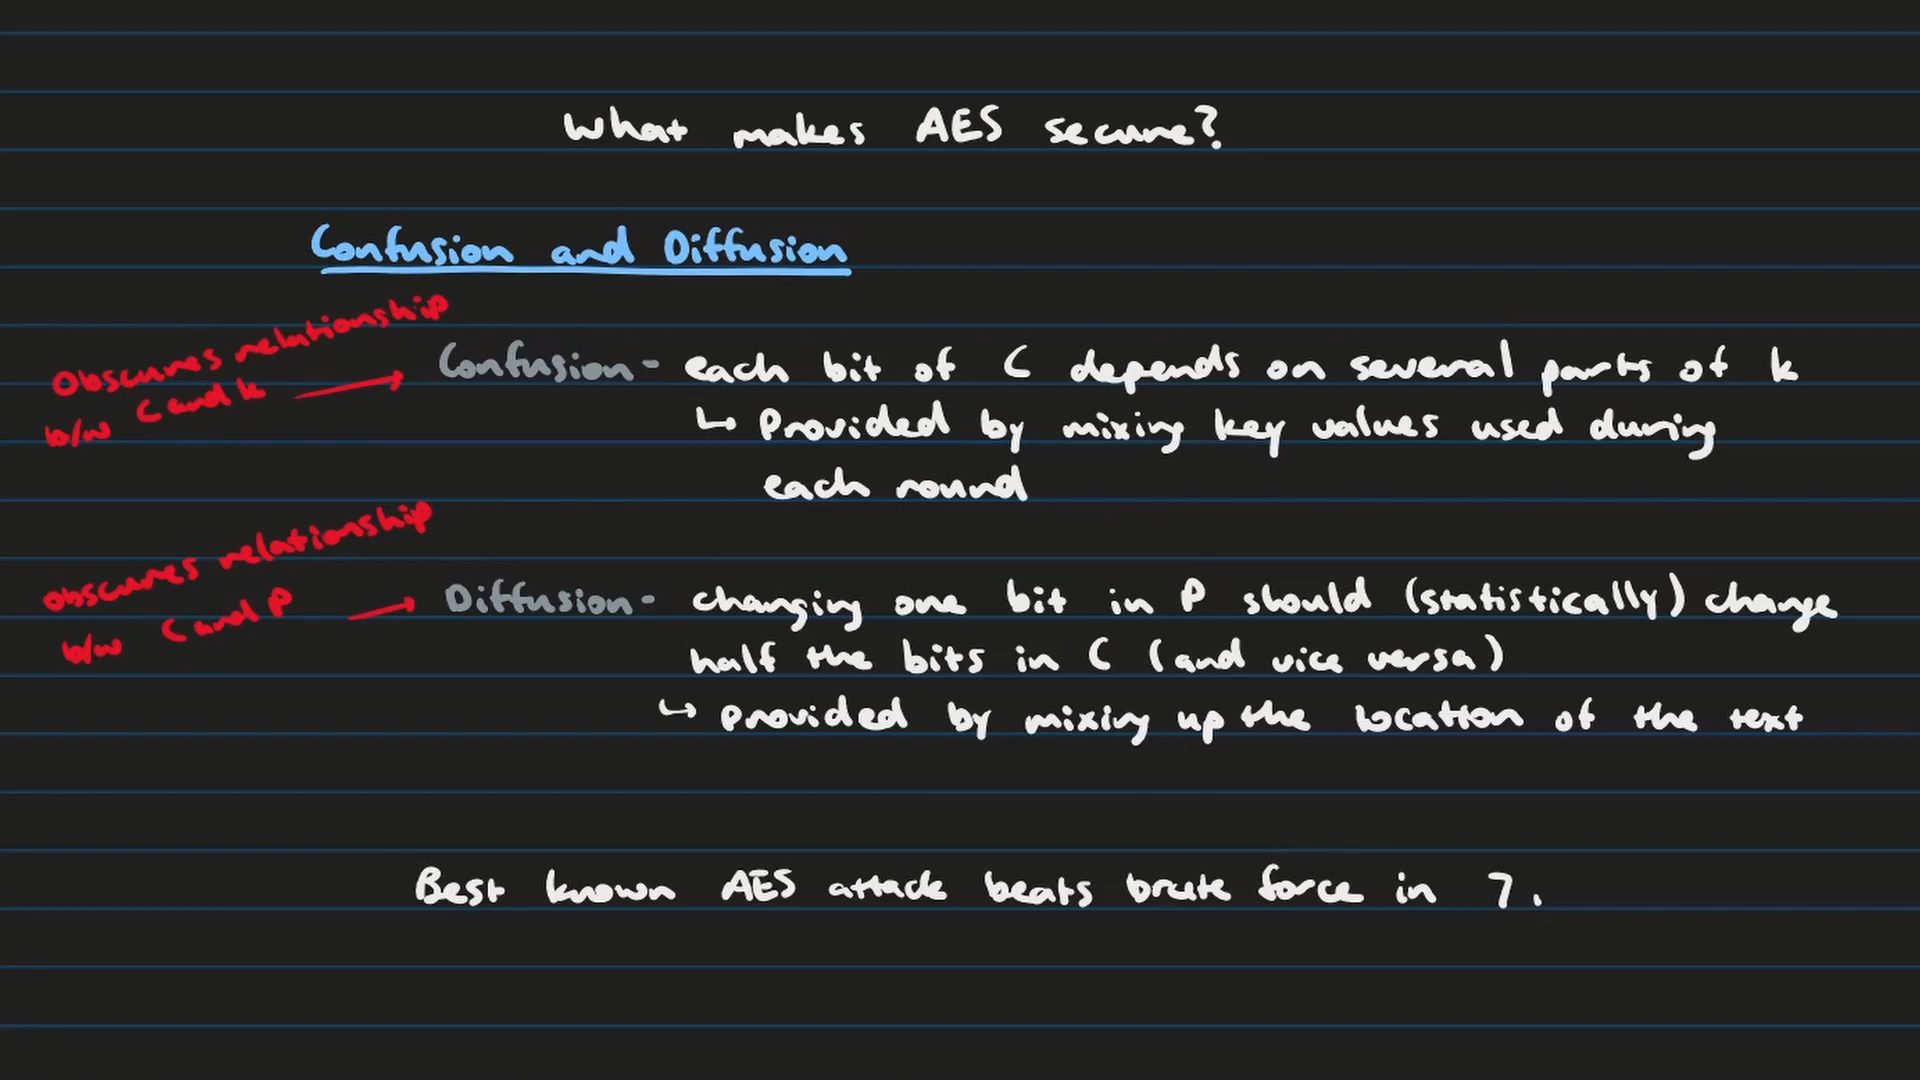 What makes AES secure?
Confusion and Diffusion
Obscures relationship
b/w C and k →
Confusion - each bit of C depends on several parts of k
↳ Provided by mixing key values used during
each round
Obscures relationship
b/w C and P →
Diffusion - changing one bit in P should (statistically) change
half the bits in C (and vice versa)
↳ provided by mixing up the location of the text
Best known AES attack beats brute force in 7.